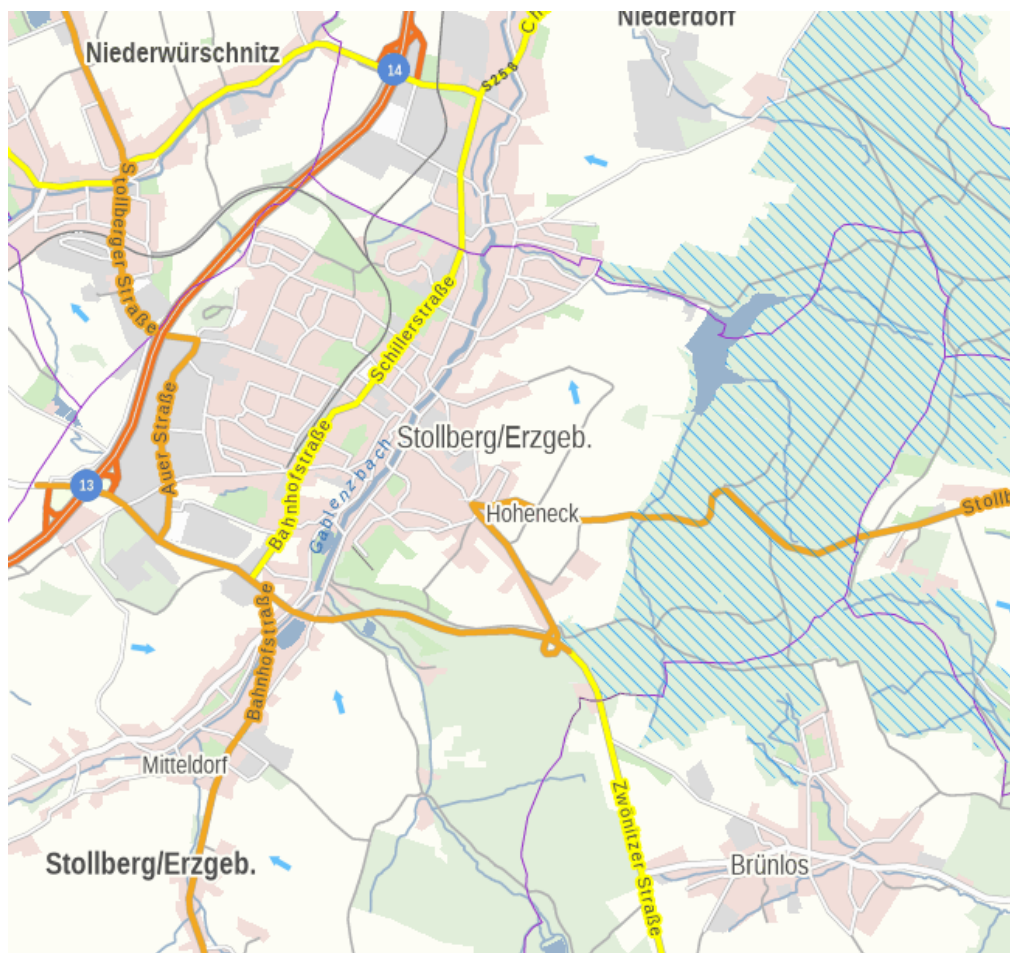 Niederdorf
Niederwürschnitz
14
S258
Stollberger Straße
Schillerstraße
Auer Straße
Stollberg/Erzgeb.
Gablenzbach
Bahnhofstraße
13
Hoheneck
Bahnhofstraße
Mitteldorf
Zwönitzer Straße
Stollberg/Erzgeb.
Brünlos